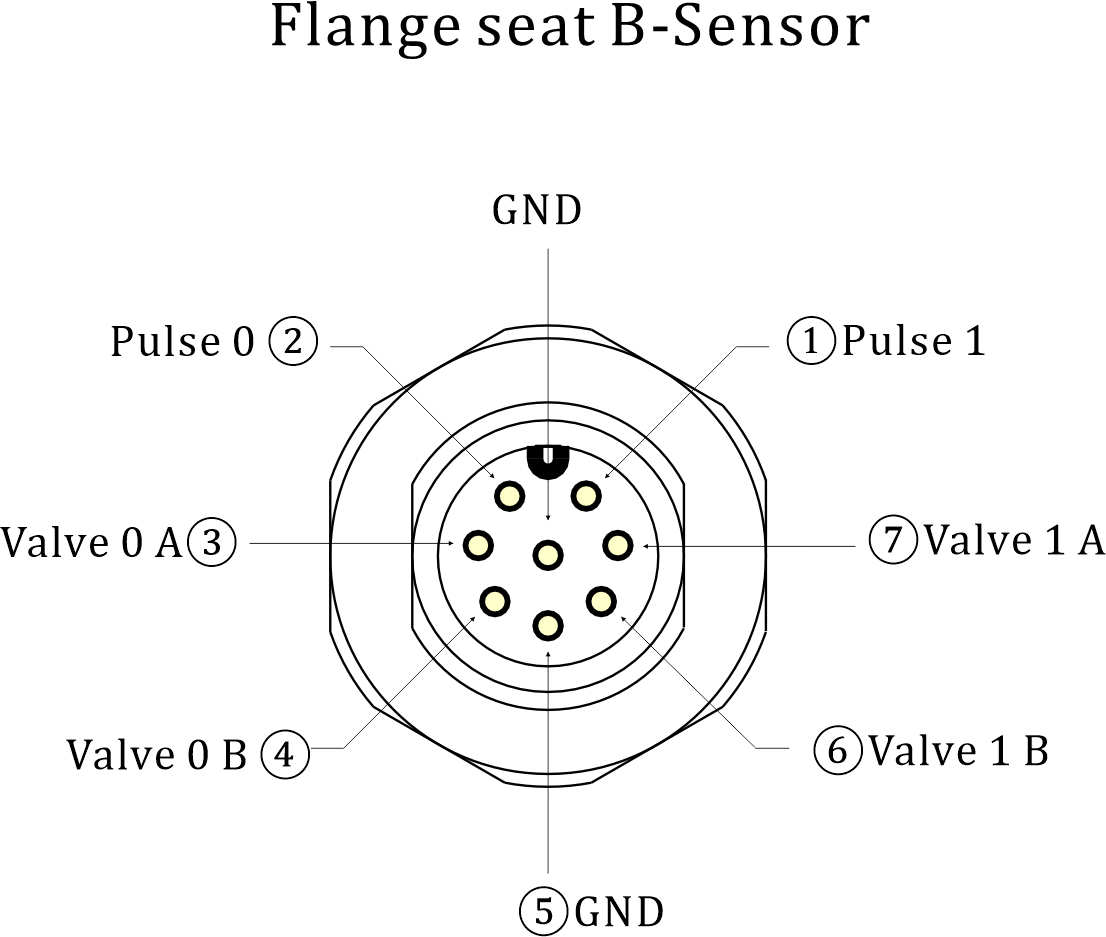 Flange seat B-Sensor
GND
Pulse 0 ②
① Pulse 1
Valve 0 A ③
⑦ Valve 1 A
Valve 0 B ④
⑥ Valve 1 B
⑤ GND